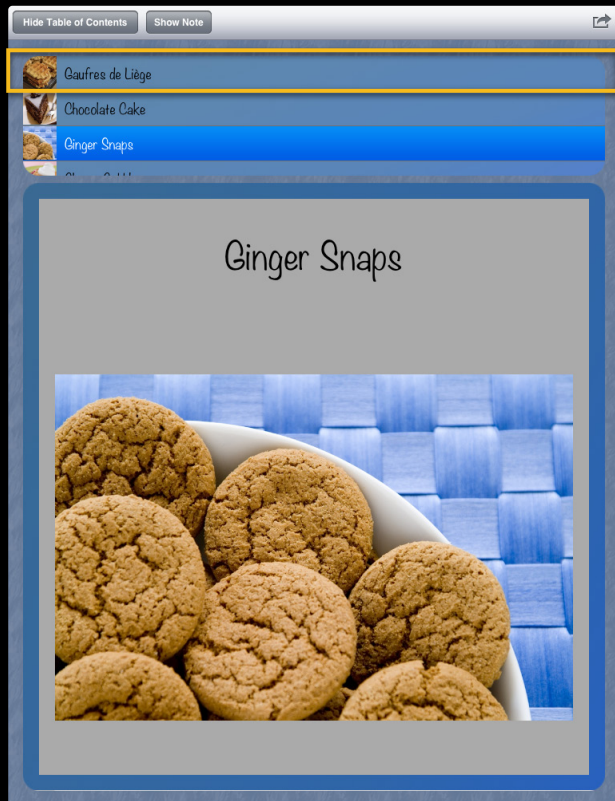 Hide Table of Contents Show Note
Gaufres de Liège
Chocolate Cake
Ginger Snaps
Ginger Snaps